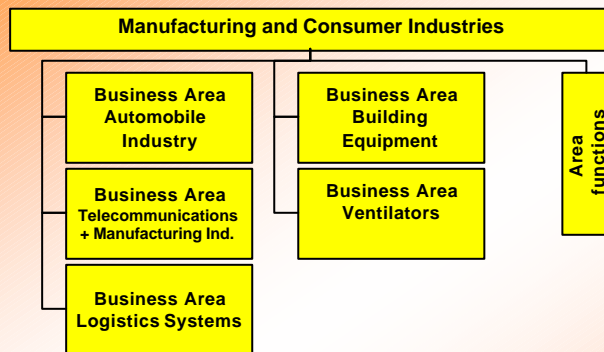 Manufacturing and Consumer Industries
Business Area
Automobile
Industry
Business Area
Telecommunications
+ Manufacturing Ind.
Business Area
Logistics Systems
Business Area
Building
Equipment
Business Area
Ventilators
Area
functions